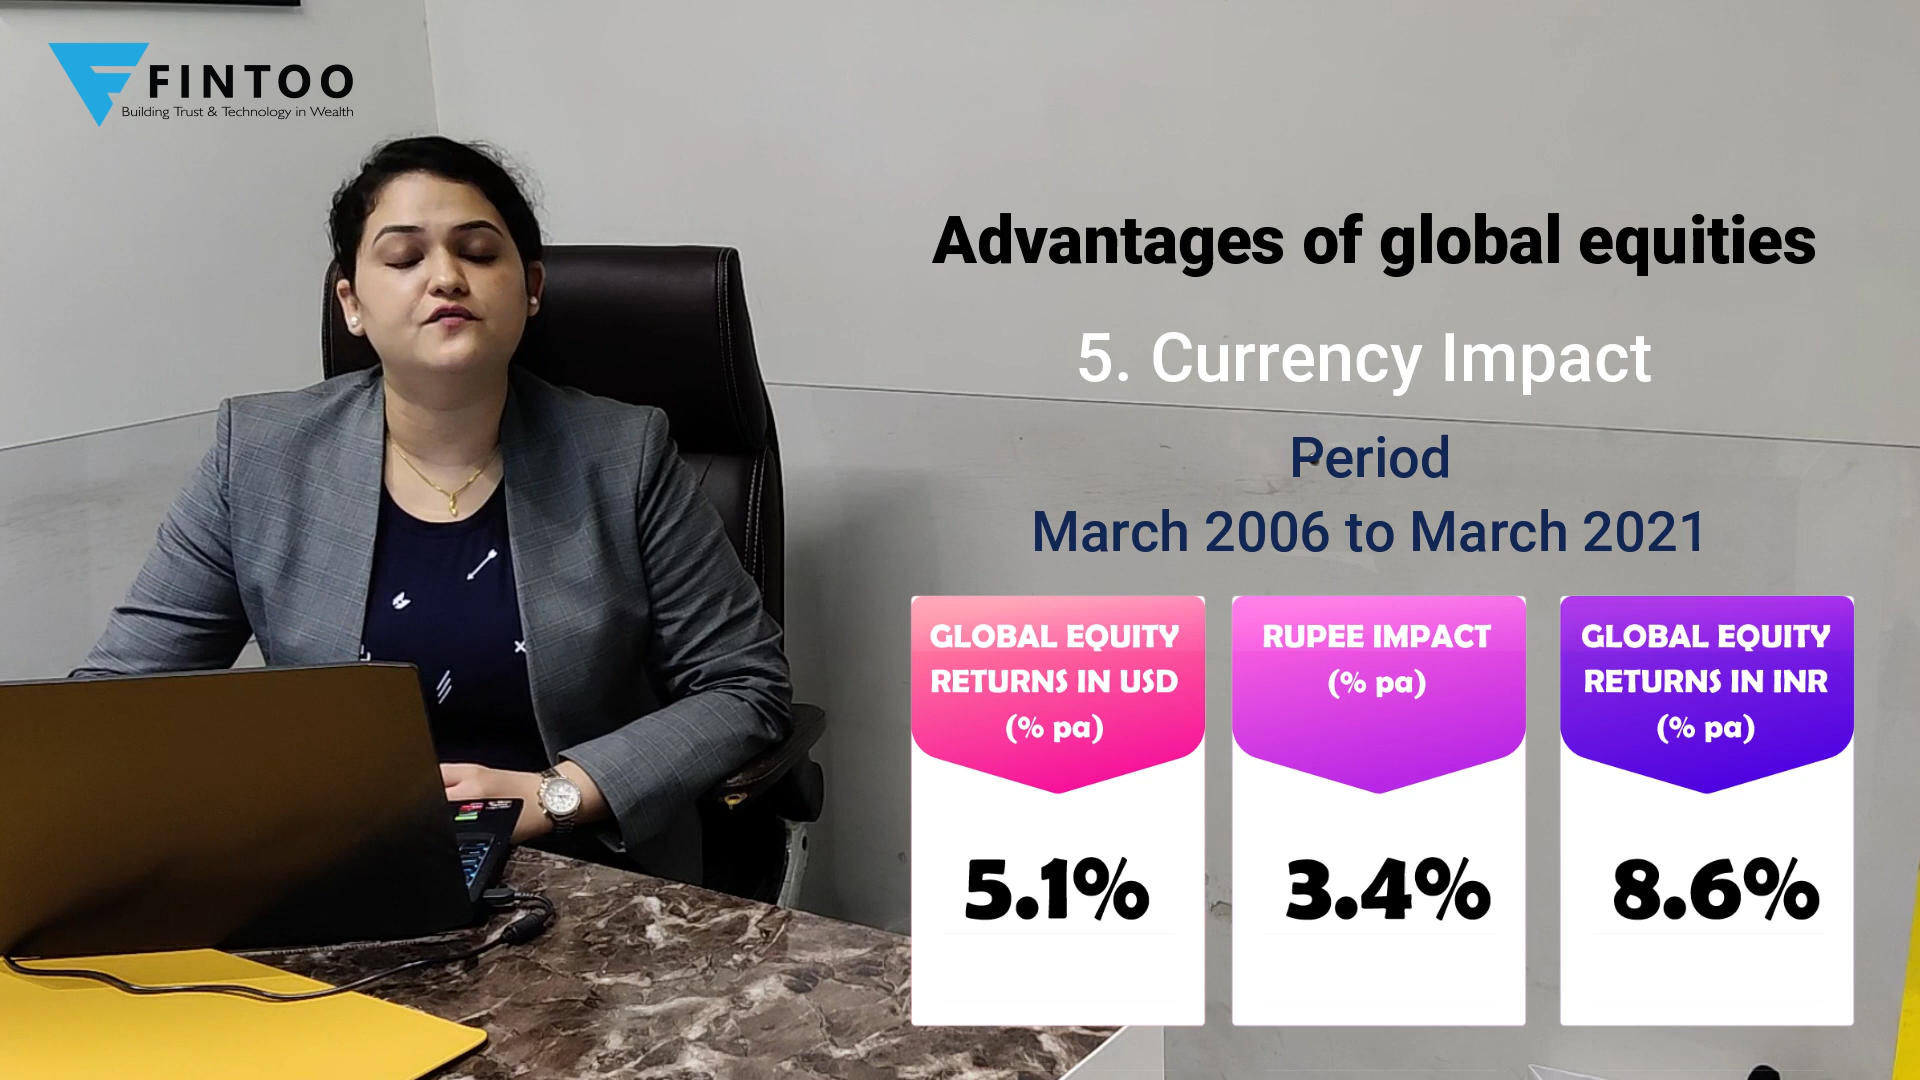 FINTOO
Building Trust & Technology in Wealth
Advantages of global equities
5. Currency Impact
Period
March 2006 to March 2021
GLOBAL EQUITY
RETURNS IN USD
(% pa)
5.1%
RUPEE IMPACT
(% pa)
3.4%
GLOBAL EQUITY
RETURNS IN INR
(% pa)
8.6%